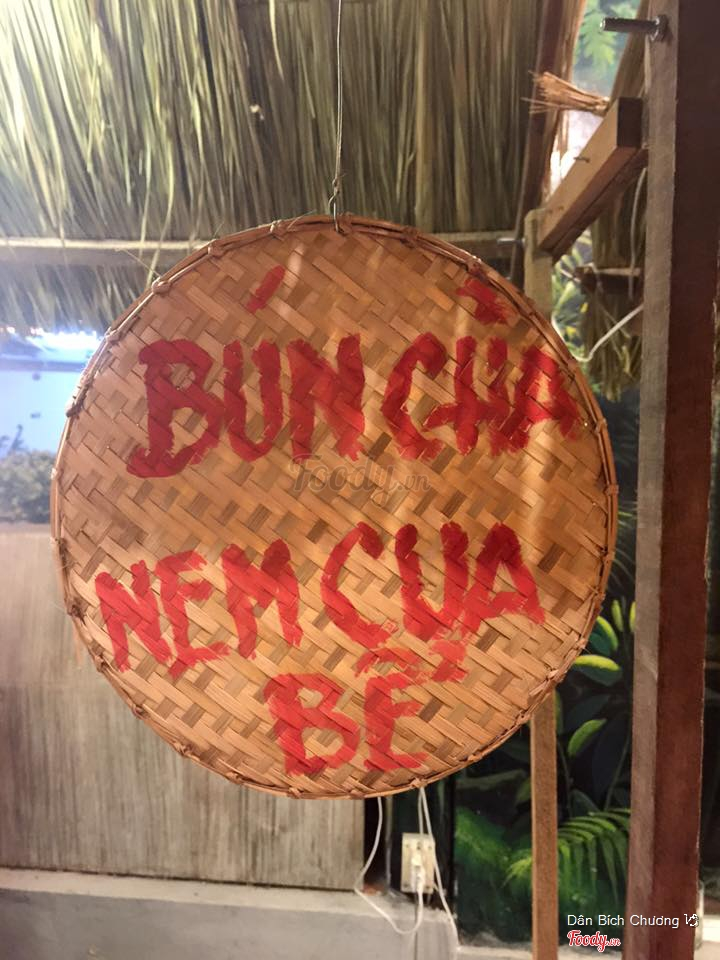 BÚN CHẢ
NEM CUA
BỂ
Foody.vn
Dân Bích Chương
Foody.vn